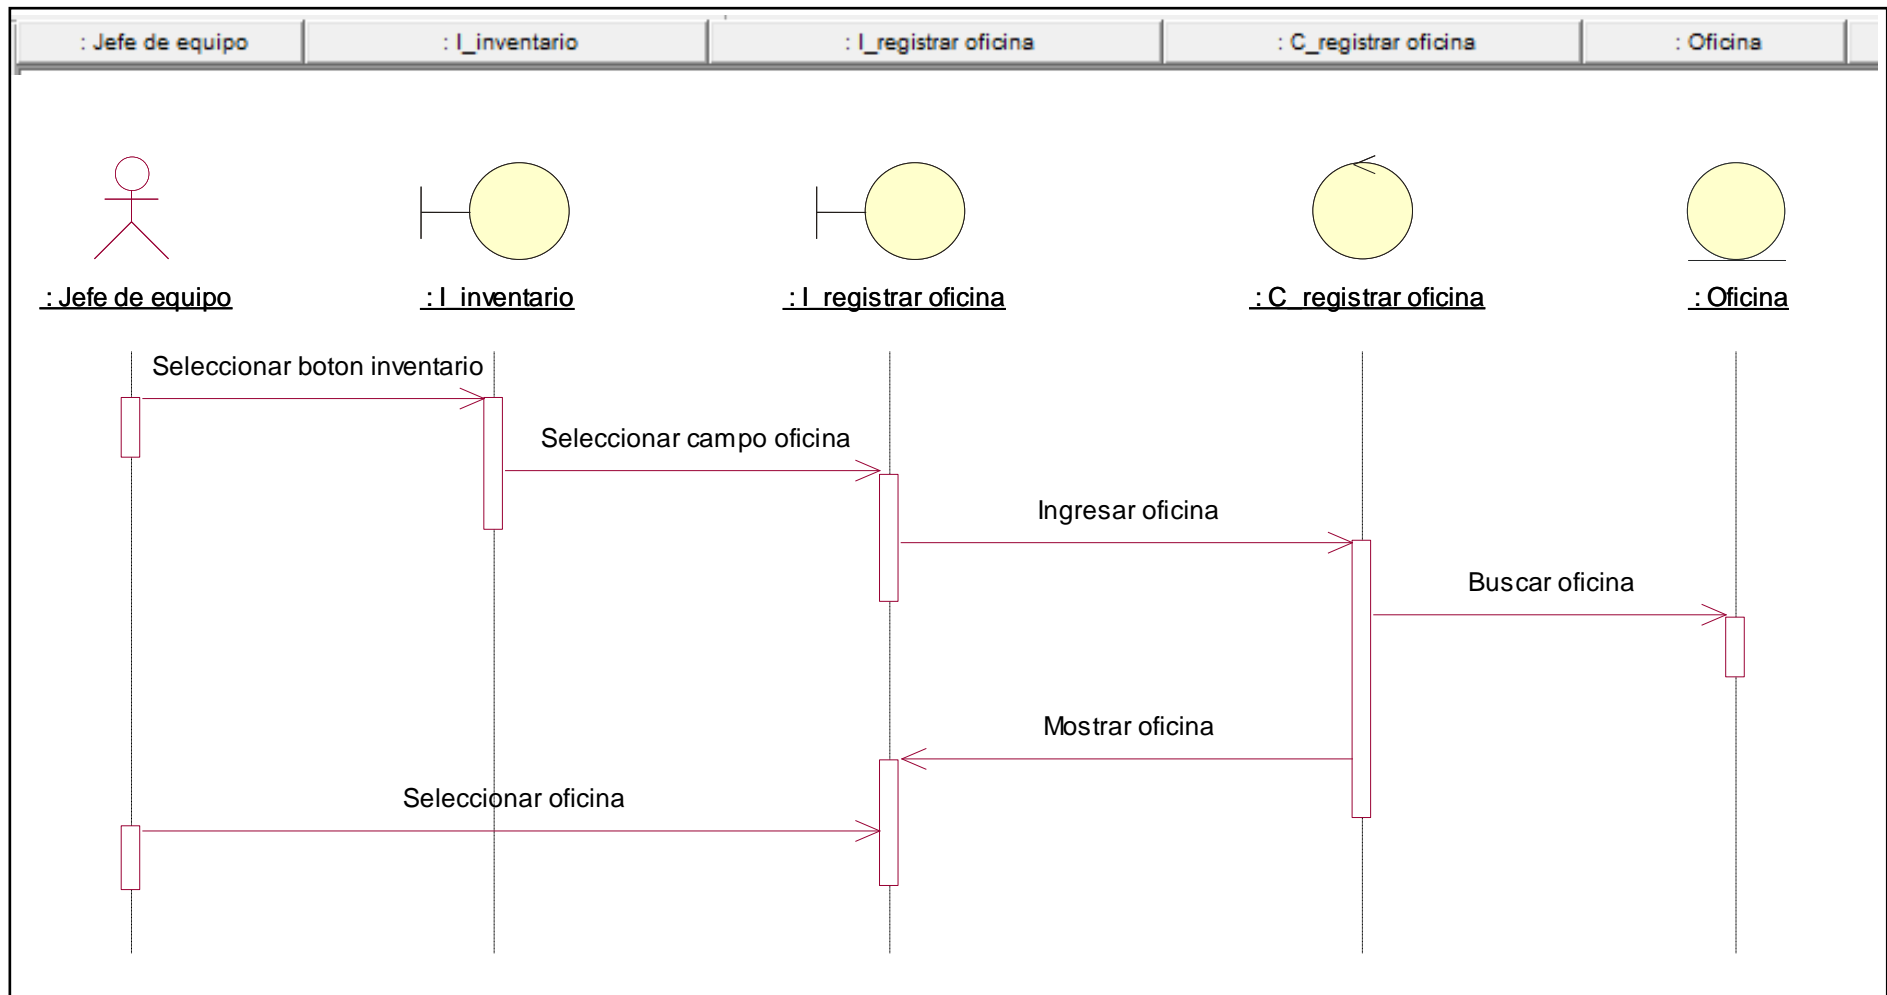 : Jefe de equipo
: I_inventario
: I_registrar oficina
: C_registrar oficina
: Oficina
: Jefe de equipo
: I_inventario
: I_registrar oficina
: C_registrar oficina
: Oficina
Seleccionar boton inventario
Seleccionar campo oficina
Ingresar oficina
Buscar oficina
Mostrar oficina
Seleccionar oficina